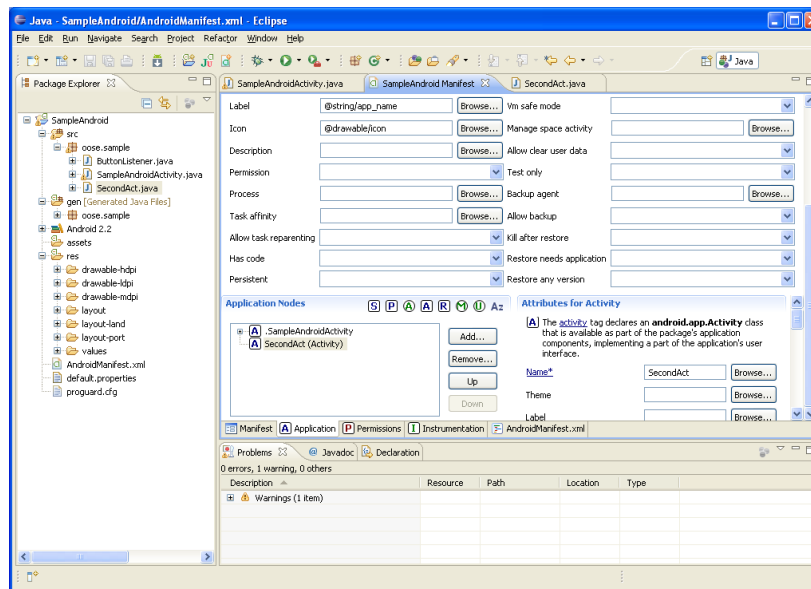 Java - SampleAndroid/AndroidManifest.xml - Eclipse
File Edit Run Navigate Search Project Refactor Window Help
Java
Package Explorer
SampleAndroid
src
oose.sample
ButtonListener.java
SampleAndroidActivity.java
SecondAct.java
gen [Generated Java Files]
oose.sample
Android 2.2
assets
res
drawable-hdpi
drawable-ldpi
drawable-mdpi
layout
layout-land
layout-port
values
AndroidManifest.xml
default.properties
proguard.cfg
SampleAndroidActivity.java SampleAndroid Manifest SecondAct.java
Label @string/app_name Browse... Vm safe mode
Icon @drawable/icon Browse... Manage space activity Browse...
Description Browse... Allow clear user data
Permission Test only
Process Browse... Backup agent Browse...
Task affinity Browse... Allow backup
Allow task reparenting Kill after restore
Has code Restore needs application
Persistent Restore any version
Application Nodes S P A A R M U Az
.SampleAndroidActivity
SecondAct (Activity)
Add...
Remove...
Up
Down
Attributes for Activity
A The activity tag declares an android.app.Activity class
that is available as part of the package's application
components, implementing a part of the application's user
interface.
Name* SecondAct Browse...
Theme Browse...
Label Browse...
Manifest A Application P Permissions I Instrumentation AndroidManifest.xml
Problems @ Javadoc Declaration
0 errors, 1 warning, 0 others
Description Resource Path Location Type
Warnings (1 item)